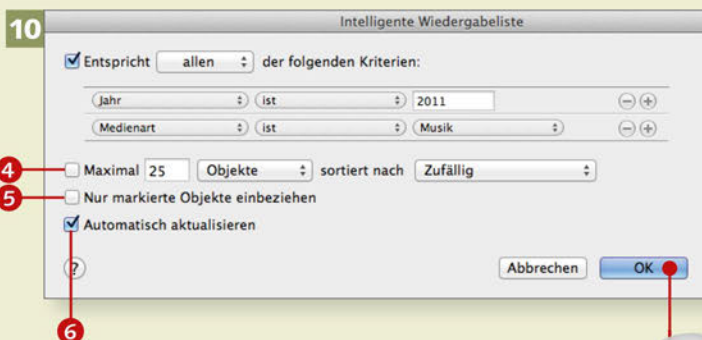 10
Intelligente Wiedergabeliste
Entspricht allen der folgenden Kriterien:
Jahr ist 2011
Medienart ist Musik
4 Maximal 25 Objekte sortiert nach Zufällig
5 Nur markierte Objekte einbeziehen
Automatisch aktualisieren
? Abbrechen OK
6